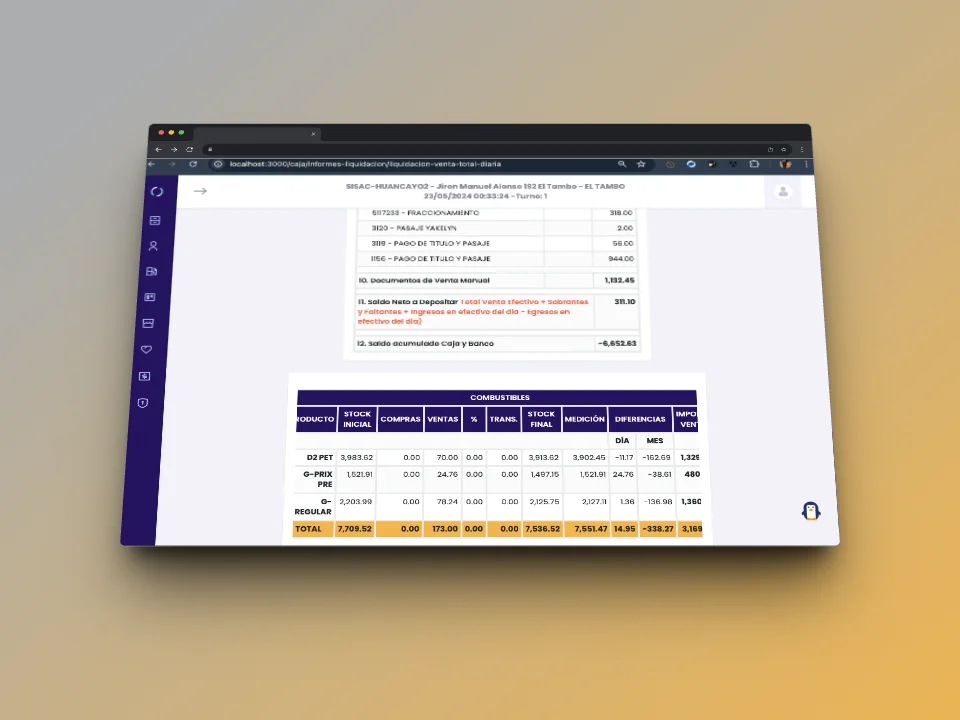 localhost:3000/caja/informes-liquidacion/liquidacion-venta-total-diaria
SISAC-HUANCAYO2 - Jiron Manuel Alonso 192 El Tambo - EL TAMBO
23/05/2024 00:33:24 -Turno: 1
5117233 - FRACCIONAMIENTO 318.00
3120 - PASAJE YAKELYN 2.00
3119 - PAGO DE TITULO Y PASAJE 56.00
1156 - PAGO DE TITULO Y PASAJE 944.00
10. Documentos de Venta Manual 1,132.45
11. Saldo Neto a Depositar Total Venta Efectivo + Sobrantes 311.10
y Faltantes + Ingresos en efectivo del día - Egresos en
efectivo del día)
12. Saldo acumulado Caja y Banco -6,652.63
COMBUSTIBLES
RODUCTO STOCK INICIAL COMPRAS VENTAS % TRANS. STOCK FINAL MEDICIÓN DIFERENCIAS IMPO VENT
DÍA MES
D2 PET 3,983.62 0.00 70.00 0.00 0.00 3,913.62 3,902.45 -11.17 -162.69 1,329
G-PRIX PRE 1,521.91 0.00 24.76 0.00 0.00 1,497.15 1,521.91 24.76 -38.61 480
G-REGULAR 2,203.99 0.00 78.24 0.00 0.00 2,125.75 2,127.11 1.36 -136.98 1,360
TOTAL 7,709.52 0.00 173.00 0.00 0.00 7,536.52 7,551.47 14.95 -338.27 3,169